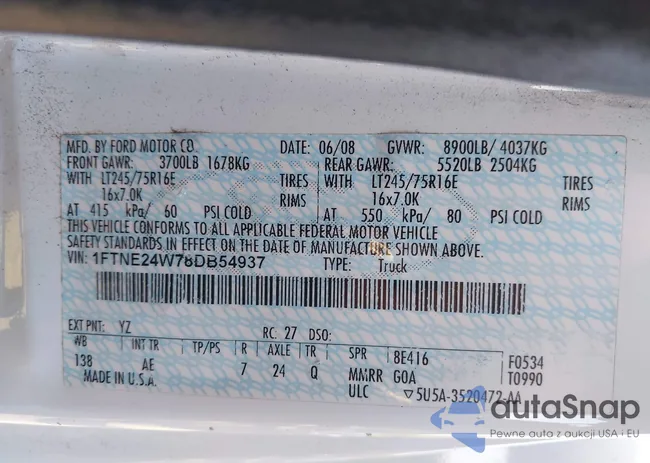 MFD. BY FORD MOTOR CO. DATE: 06/08 GVWR: 8900LB/ 4037KG
FRONT GAWR: 3700LB 1678KG REAR GAWR: 5520LB 2504KG
WITH LT245/75R16E TIRES WITH LT245/75R16E TIRES
16x7.0K RIMS 16x7.0K RIMS
AT 415 kPa/ 60 PSI COLD AT 550 kPa/ 80 PSI COLD
THIS VEHICLE CONFORMS TO ALL APPLICABLE FEDERAL MOTOR VEHICLE
SAFETY STANDARDS IN EFFECT ON THE DATE OF MANUFACTURE SHOWN ABOVE.
VIN: 1FTNE24W78DB54937 TYPE: Truck
EXT PNT: YZ RC: 27 DSO:
WB INT TR TP/PS R AXLE TR SPR 8E416 F0534
138 AE 7 24 Q MMRR GOA T0990
MADE IN U.S.A. ULC ▽5U5A-3520472-AA
autoSnap
Pewne auta z aukcji USA i EU